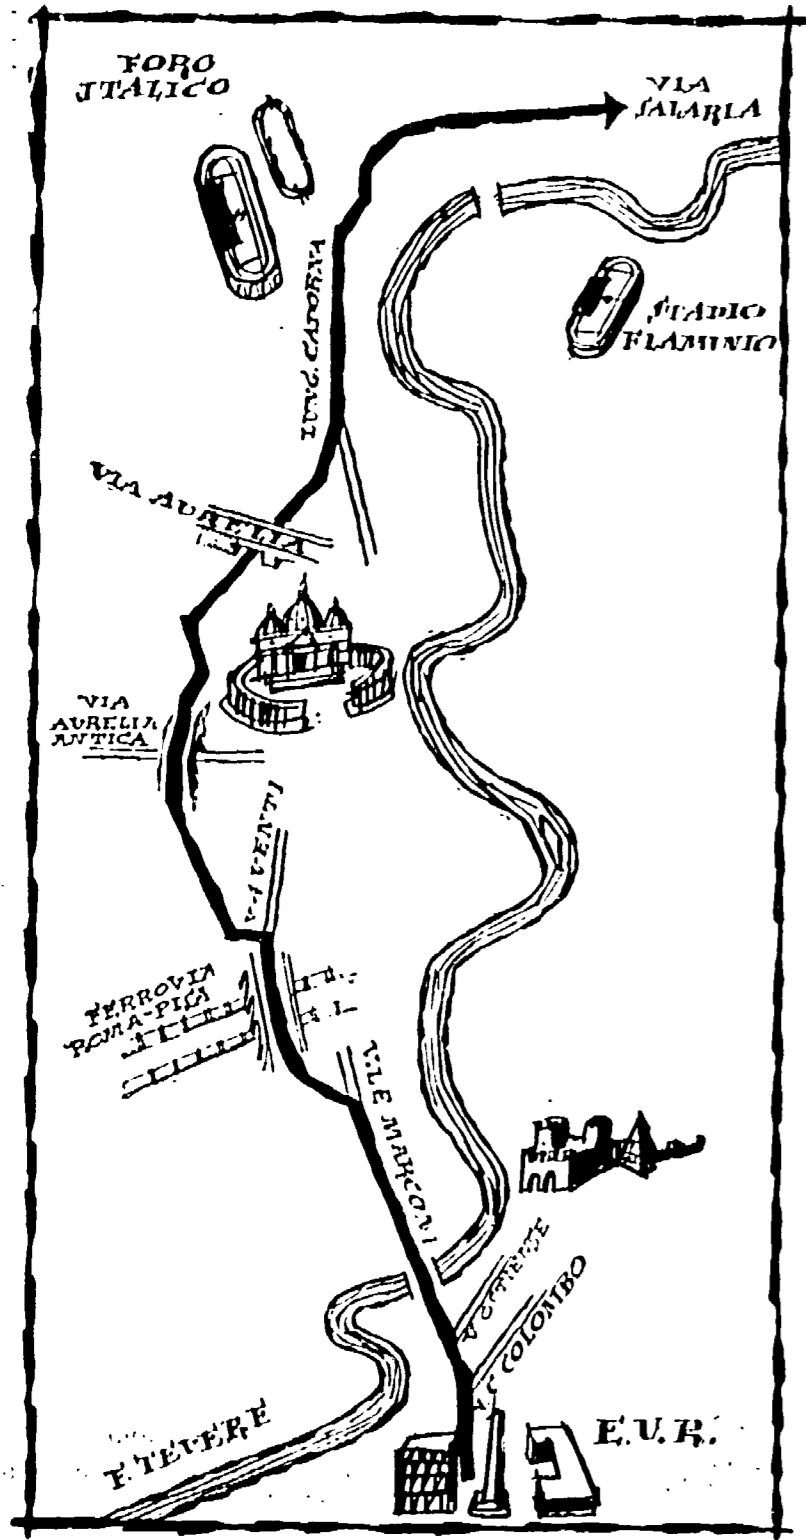 FORO
ITALICO
VIA
SALARIA
LUNG. CADORNA
STADIO
FLAMINIO
VIA AURELIA
VIA
AURELIA
ANTICA
FERROVIA
ROMA-PISA
V.LE MARCONI
COLOMBO
F. TEVERE
E.U.R.